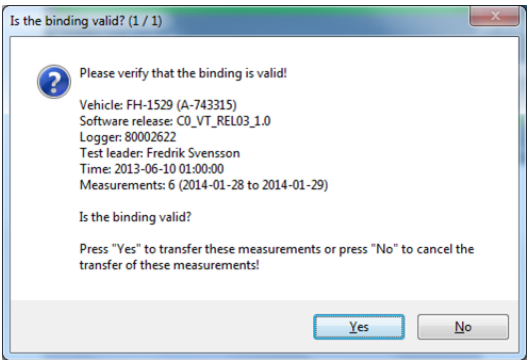 Is the binding valid? (1 / 1)
Please verify that the binding is valid!
Vehicle: FH-1529 (A-743315)
Software release: C0_VT_REL03_1.0
Logger: 80002622
Test leader: Fredrik Svensson
Time: 2013-06-10 01:00:00
Measurements: 6 (2014-01-28 to 2014-01-29)
Is the binding valid?
Press "Yes" to transfer these measurements or press "No" to cancel the
transfer of these measurements!
Yes No